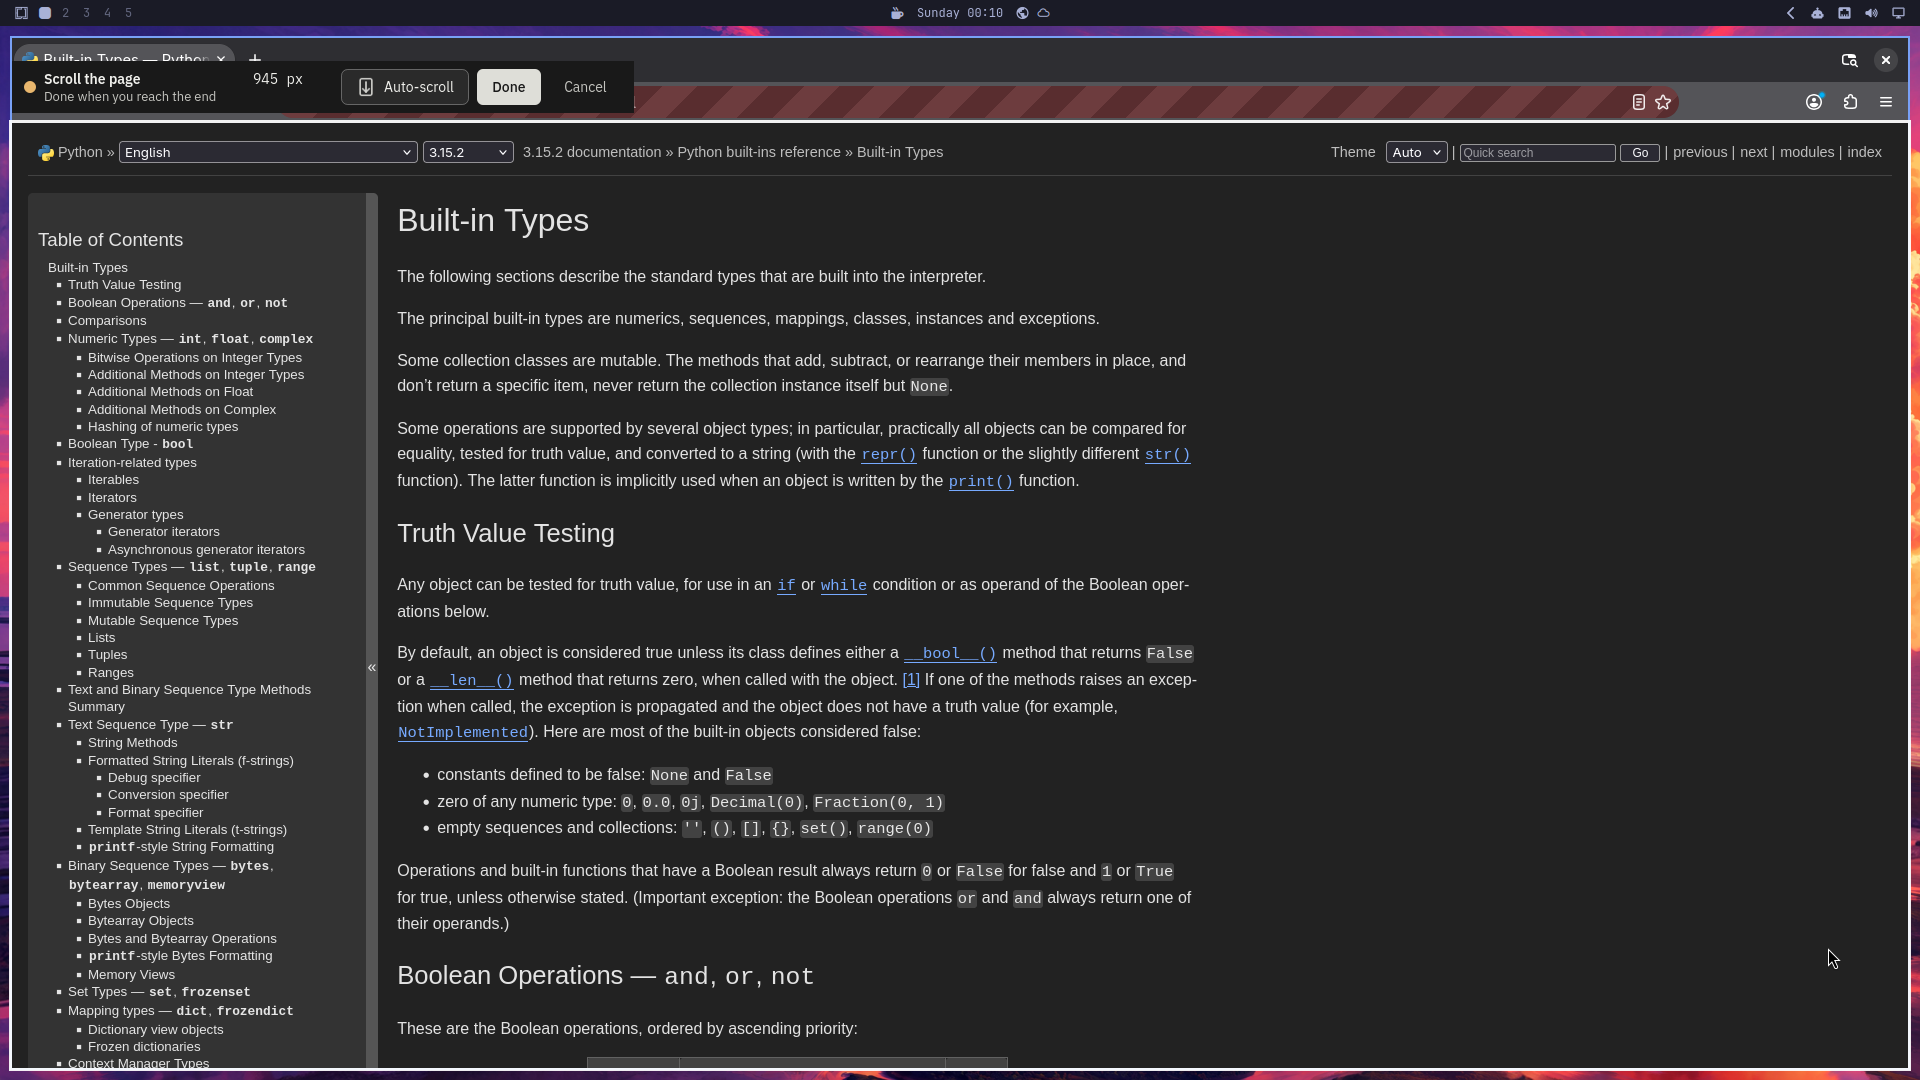 2 3 4 5
Sunday 00:10
Built-in Types — Python
Scroll the page
Done when you reach the end
945 px
Auto-scroll
Done
Cancel
Python »
English
3.15.2
3.15.2 documentation » Python built-ins reference » Built-in Types
Theme
Auto
|
Quick search
Go
| previous | next | modules | index
Table of Contents
Built-in Types
Truth Value Testing
Boolean Operations — and, or, not
Comparisons
Numeric Types — int, float, complex
Bitwise Operations on Integer Types
Additional Methods on Integer Types
Additional Methods on Float
Additional Methods on Complex
Hashing of numeric types
Boolean Type - bool
Iteration-related types
Iterables
Iterators
Generator types
Generator iterators
Asynchronous generator iterators
Sequence Types — list, tuple, range
Common Sequence Operations
Immutable Sequence Types
Mutable Sequence Types
Lists
Tuples
Ranges
Text and Binary Sequence Type Methods
Summary
Text Sequence Type — str
String Methods
Formatted String Literals (f-strings)
Debug specifier
Conversion specifier
Format specifier
Template String Literals (t-strings)
printf-style String Formatting
Binary Sequence Types — bytes,
bytearray, memoryview
Bytes Objects
Bytearray Objects
Bytes and Bytearray Operations
printf-style Bytes Formatting
Memory Views
Set Types — set, frozenset
Mapping types — dict, frozendict
Dictionary view objects
Frozen dictionaries
Context Manager Types
«
Built-in Types
The following sections describe the standard types that are built into the interpreter.
The principal built-in types are numerics, sequences, mappings, classes, instances and exceptions.
Some collection classes are mutable. The methods that add, subtract, or rearrange their members in place, and
don’t return a specific item, never return the collection instance itself but None.
Some operations are supported by several object types; in particular, practically all objects can be compared for
equality, tested for truth value, and converted to a string (with the repr() function or the slightly different str()
function). The latter function is implicitly used when an object is written by the print() function.
Truth Value Testing
Any object can be tested for truth value, for use in an if or while condition or as operand of the Boolean oper-
ations below.
By default, an object is considered true unless its class defines either a __bool__() method that returns False
or a __len__() method that returns zero, when called with the object. [1] If one of the methods raises an excep-
tion when called, the exception is propagated and the object does not have a truth value (for example,
NotImplemented). Here are most of the built-in objects considered false:
• constants defined to be false: None and False
• zero of any numeric type: 0, 0.0, 0j, Decimal(0), Fraction(0, 1)
• empty sequences and collections: '', (), [], {}, set(), range(0)
Operations and built-in functions that have a Boolean result always return 0 or False for false and 1 or True
for true, unless otherwise stated. (Important exception: the Boolean operations or and and always return one of
their operands.)
Boolean Operations — and, or, not
These are the Boolean operations, ordered by ascending priority: